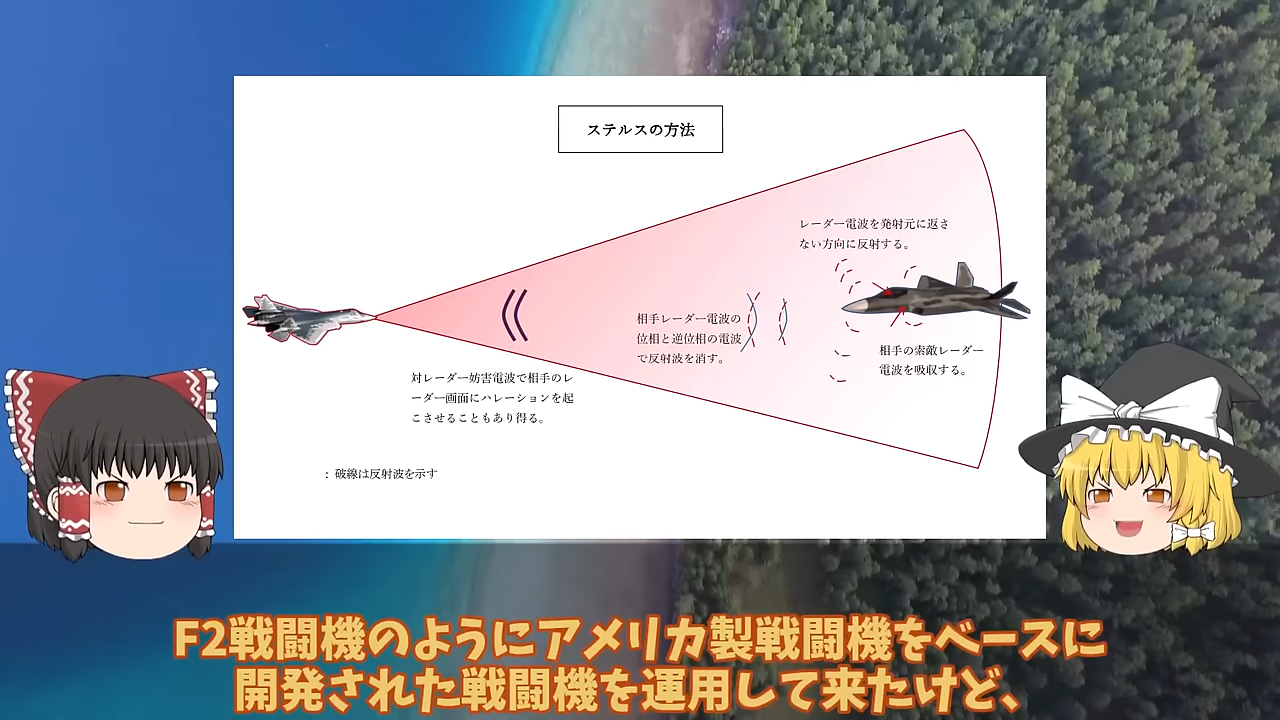 ステルスの方法
レーダー電波を発射元に返さ
ない方向に反射する。
相手レーダー電波の
位相と逆位相の電波
で反射波を消す。
相手の索敵レーダー
電波を吸収する。
対レーダー妨害電波で相手のレ
ーダー画面にハレーションを起
こさせることもあり得る。
：破線は反射波を示す
F2戦闘機のようにアメリカ製戦闘機をベースに
開発された戦闘機を運用して来たけど、